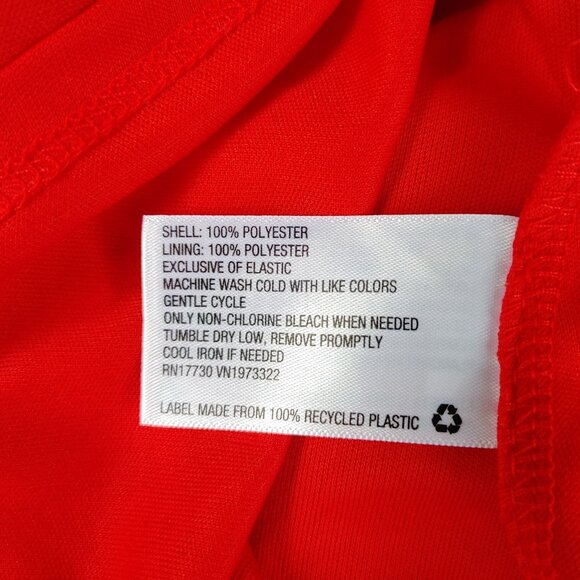 SHELL: 100% POLYESTER
LINING: 100% POLYESTER
EXCLUSIVE OF ELASTIC
MACHINE WASH COLD WITH LIKE COLORS
GENTLE CYCLE
ONLY NON-CHLORINE BLEACH WHEN NEEDED
TUMBLE DRY LOW, REMOVE PROMPTLY
COOL IRON IF NEEDED
RN17730 VN1973322
LABEL MADE FROM 100% RECYCLED PLASTIC